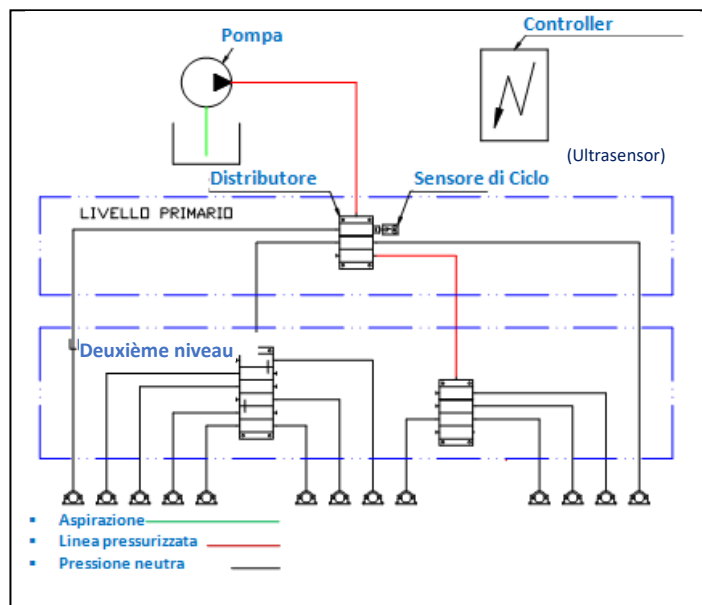 Pompa
Controller
(Ultrasensor)
Distributore
Sensore di Ciclo
LIVELLO PRIMARIO
Deuxième niveau
Aspirazione
Linea pressurizzata
Pressione neutra